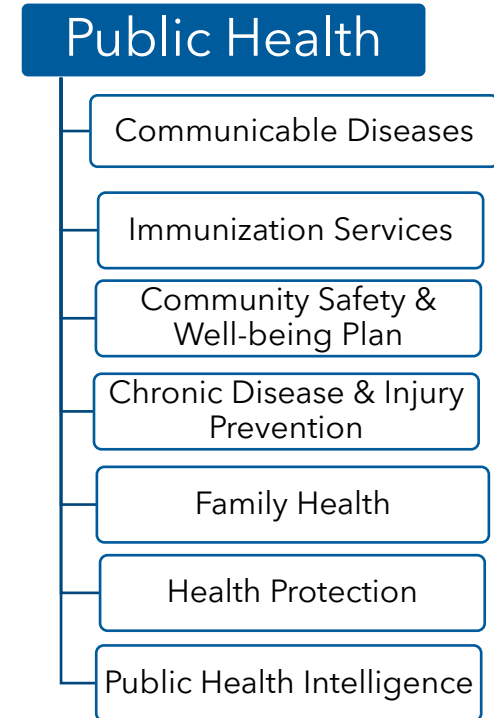 Public Health
Communicable Diseases
Immunization Services
Community Safety &
Well-being Plan
Chronic Disease & Injury
Prevention
Family Health
Health Protection
Public Health Intelligence